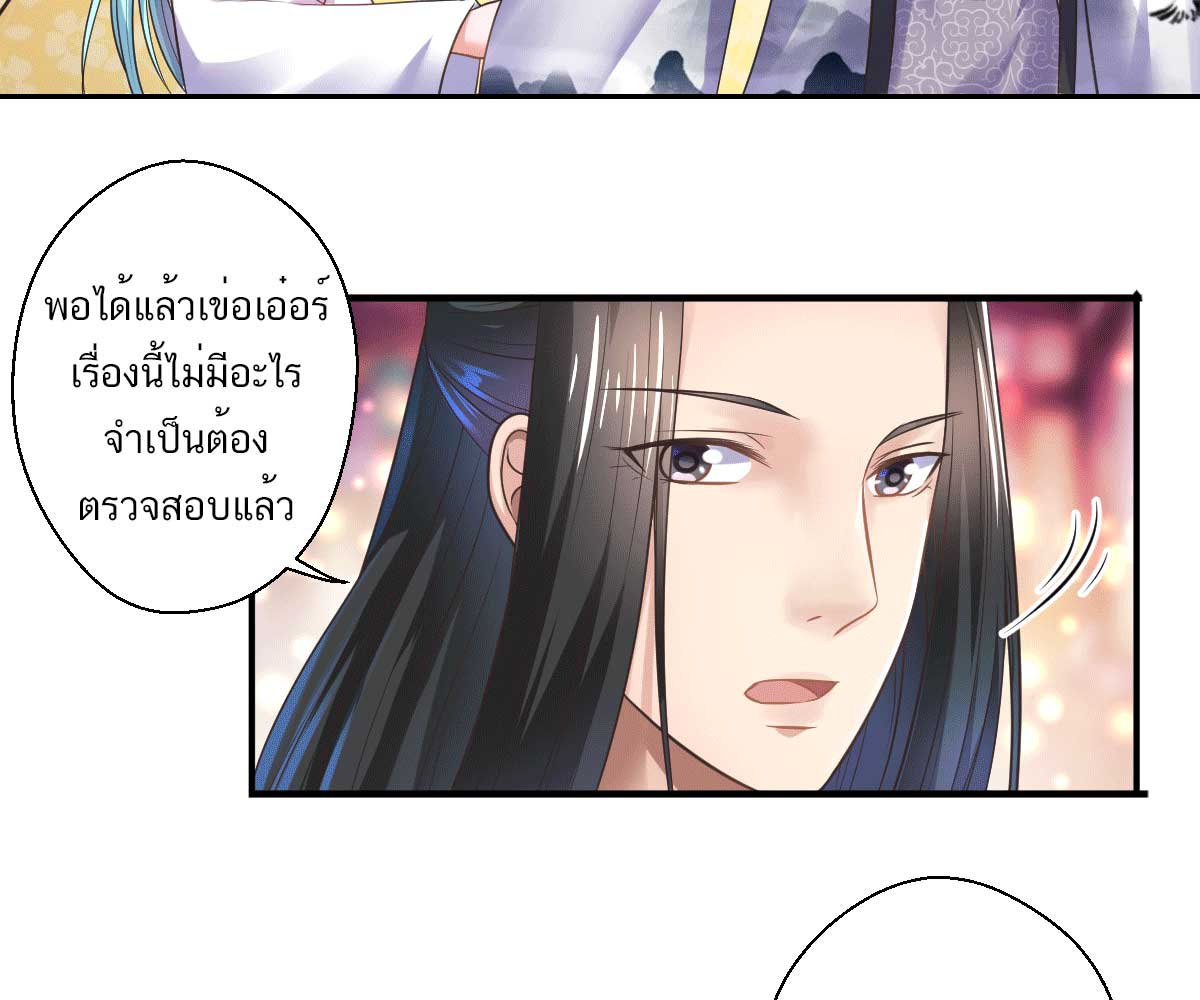 พอได้แล้วเข่อเอ๋อร์
เรื่องนี้ไม่มีอะไร
จำเป็นต้อง
ตรวจสอบแล้ว